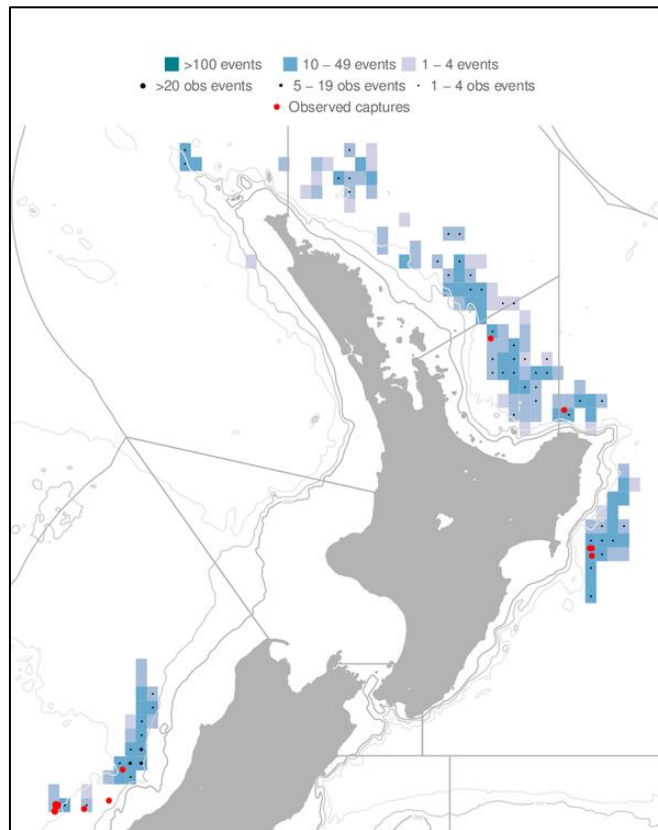 >100 events 10 – 49 events 1 – 4 events
>20 obs events 5 – 19 obs events 1 – 4 obs events
Observed captures